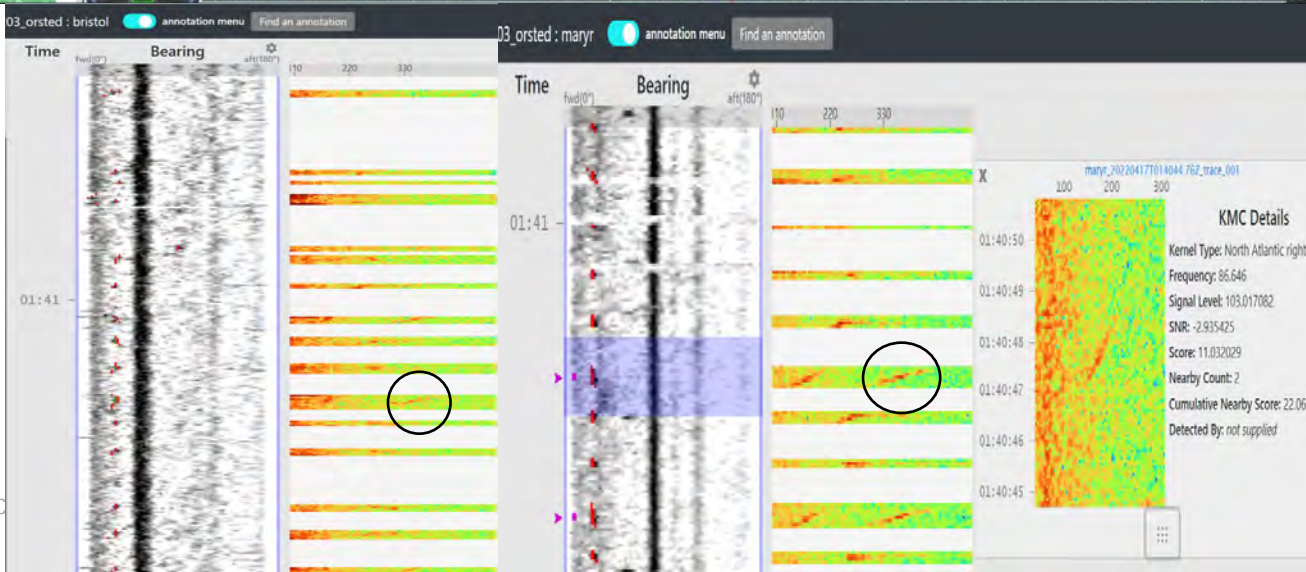 03_orsted : bristol annotation menu Find an annotation
Time Bearing
fwd(0°) aft(180°)
110 220 330
01:41
03_orsted : maryr annotation menu Find an annotation
Time Bearing
fwd(0°) aft(180°)
110 220 330
01:41
X maryr_20220417T014044.76Z_trace_001
100 200 300
01:40:50
01:40:49
01:40:48
01:40:47
01:40:46
01:40:45
KMC Details
Kernel Type: North Atlantic right
Frequency: 86.646
Signal Level: 103.017082
SNR: -2.935425
Score: 11.032029
Nearby Count: 2
Cumulative Nearby Score: 22.06
Detected By: not supplied